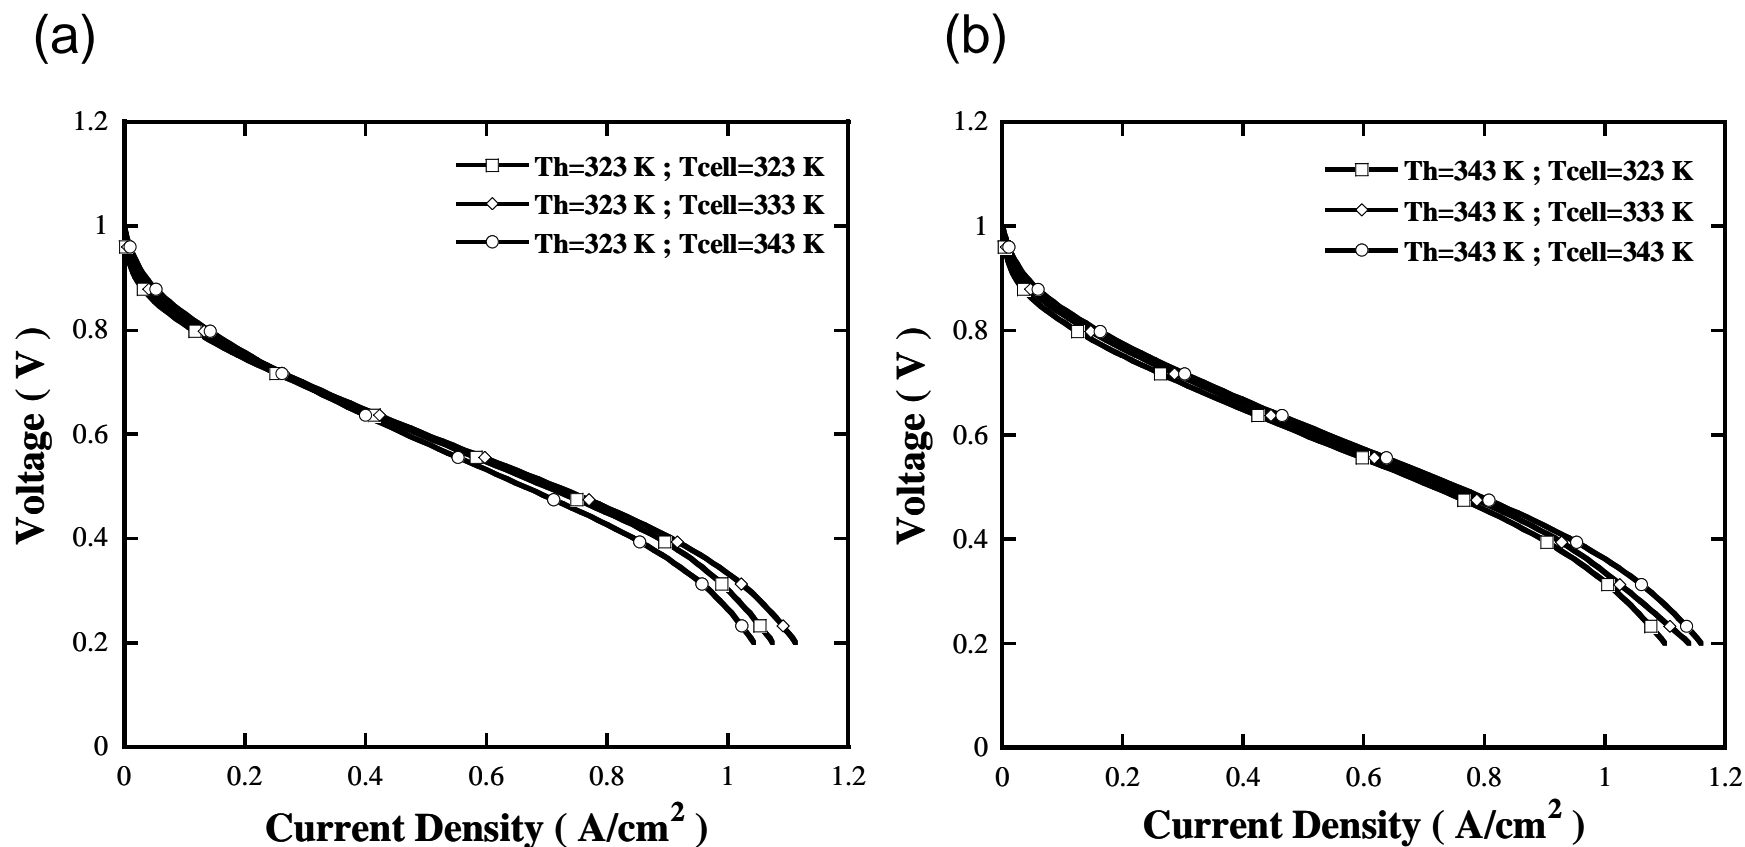 (a)
1.2
1
0.8
0.6
0.4
0.2
0
Voltage ( V )
Th=323 K ; Tcell=323 K
Th=323 K ; Tcell=333 K
Th=323 K ; Tcell=343 K
0 0.2 0.4 0.6 0.8 1 1.2
Current Density ( A/cm² )
(b)
1.2
1
0.8
0.6
0.4
0.2
0
Voltage ( V )
Th=343 K ; Tcell=323 K
Th=343 K ; Tcell=333 K
Th=343 K ; Tcell=343 K
0 0.2 0.4 0.6 0.8 1 1.2
Current Density ( A/cm² )